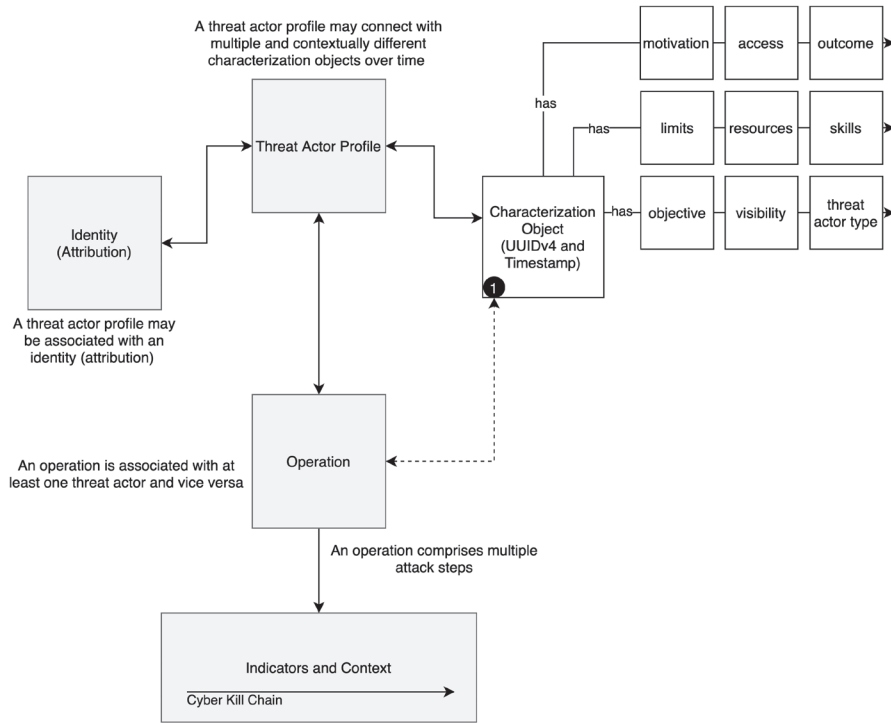 A threat actor profile may connect with
multiple and contextually different
characterization objects over time
motivation
access
outcome
has
Threat Actor Profile
has
limits
resources
skills
Identity
(Attribution)
Characterization
Object
(UUIDv4 and
Timestamp)
has
objective
visibility
threat
actor type
1
A threat actor profile may
be associated with an
identity (attribution)
An operation is associated with at
least one threat actor and vice versa
Operation
An operation comprises multiple
attack steps
Indicators and Context
Cyber Kill Chain